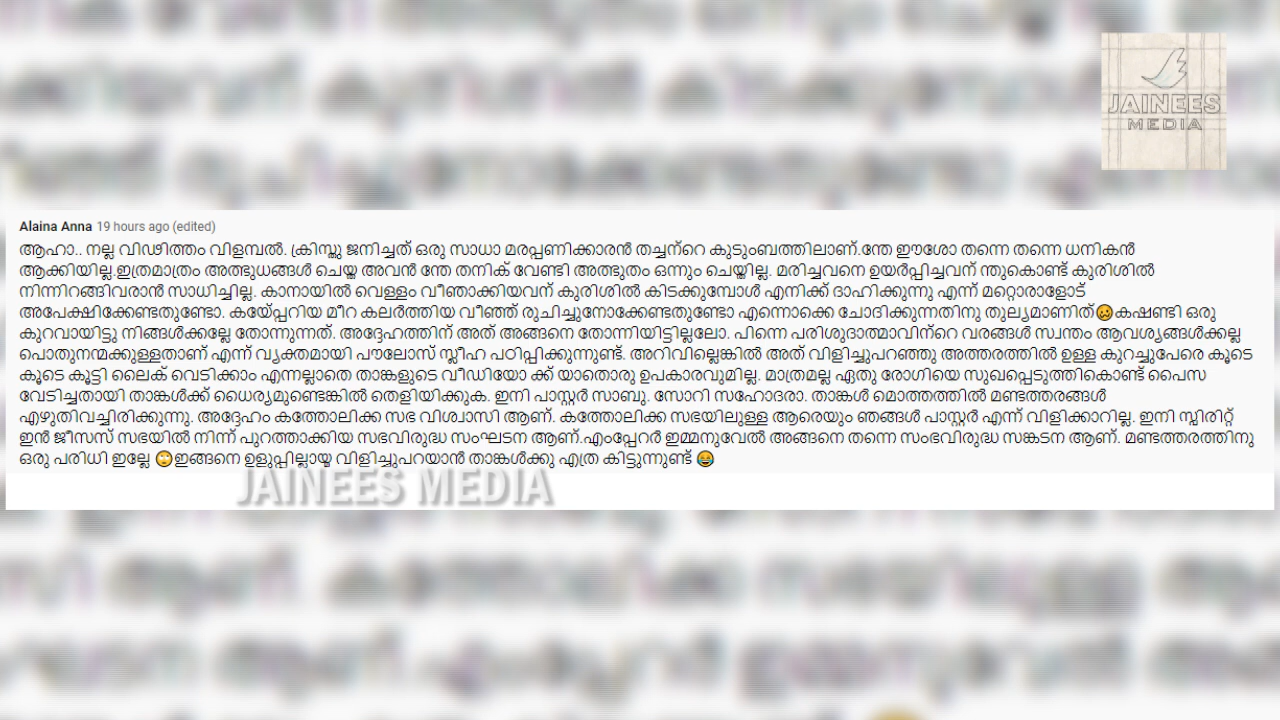 JAINEES
MEDIA
Alaina Anna 19 hours ago (edited)
ആഹാ.. നല്ല വിഢിത്തം വിളമ്പൽ. ക്രിസ്തു ജനിച്ചത് ഒരു സാധാ മരപ്പണിക്കാരൻ തച്ചന്റെ കുടുംബത്തിലാണ്.ന്തേ ഈശോ തന്നെ തന്നെ ധനികൻ
ആക്കിയില്ല.ഇത്രമാത്രം അത്ഭുധങ്ങൾ ചെയ്ത അവൻ ന്തേ തനിക് വേണ്ടി അത്ഭുതം ഒന്നും ചെയ്തില്ല. മരിച്ചവനെ ഉയർപ്പിച്ചവന് ന്തുകൊണ്ട് കുരിശിൽ
നിന്നിറങ്ങിവരാൻ സാധിച്ചില്ല. കാനായിൽ വെള്ളം വീഞാക്കിയവന് കുരിശിൽ കിടക്കുമ്പോൾ എനിക്ക് ദാഹിക്കുന്നു എന്ന് മറ്റൊരാളോട്
അപേക്ഷിക്കേണ്ടതുണ്ടോ. കയ്പ്പേറിയ മീറ കലർത്തിയ വീഞ്ഞ് രുചിച്ചുനോക്കേണ്ടതുണ്ടോ എന്നൊക്കെ ചോദിക്കുന്നതിനു തുല്യമാണിത്😖കഷണ്ടി ഒരു
കുറവായിട്ടു നിങ്ങൾക്കല്ലേ തോന്നുന്നത്. അദ്ദേഹത്തിന് അത് അങ്ങനെ തോന്നിയിട്ടില്ലലോ. പിന്നെ പരിശുദാത്മാവിന്റെ വരങ്ങൾ സ്വന്തം ആവശ്യങ്ങൾക്കല്ല
പൊതുനന്മക്കുള്ളതാണ് എന്ന് വ്യക്തമായി പൗലോസ് സ്ലീഹ പഠിപ്പിക്കുന്നുണ്ട്. അറിവില്ലെങ്കിൽ അത് വിളിച്ചുപറഞ്ഞു അത്തരത്തിൽ ഉള്ള കുറച്ചുപേരെ കൂടെ
കൂടെ കൂട്ടി ലൈക് വെടിക്കാം എന്നല്ലാതെ താങ്കളുടെ വീഡിയോ ക്ക് യാതൊരു ഉപകാരവുമില്ല. മാത്രമല്ല ഏതു രോഗിയെ സുഖപ്പെടുത്തികൊണ്ട് പൈസ
വേടിച്ചതായി താങ്കൾക്ക് ധൈര്യമുണ്ടെങ്കിൽ തെളിയിക്കുക. ഇനി പാസ്റ്റർ സാബു. സോറി സഹോദരാ. താങ്കൾ മൊത്തത്തിൽ മണ്ടത്തരങ്ങൾ
എഴുതിവച്ചിരിക്കുന്നു. അദ്ദേഹം കത്തോലിക്ക സഭ വിശ്വാസി ആണ്. കത്തോലിക്ക സഭയിലുള്ള ആരെയും ഞങ്ങൾ പാസ്റ്റർ എന്ന് വിളിക്കാറില്ല. ഇനി സ്പിരിറ്റ്
ഇൻ ജീസസ് സഭയിൽ നിന്ന് പുറത്താക്കിയ സഭവിരുദ്ധ സംഘടന ആണ്.എംപ്പേറർ ഇമ്മനുവേൽ അങ്ങനെ തന്നെ സംഭവിരുദ്ധ സങ്കടന ആണ്. മണ്ടത്തരത്തിനു
ഒരു പരിധി ഇല്ലേ 🙄ഇങ്ങനെ ഉളുപ്പില്ലായ്മ വിളിച്ചുപറയാൻ താങ്കൾക്കു എത്ര കിട്ടുന്നുണ്ട് 😂
JAINEES MEDIA